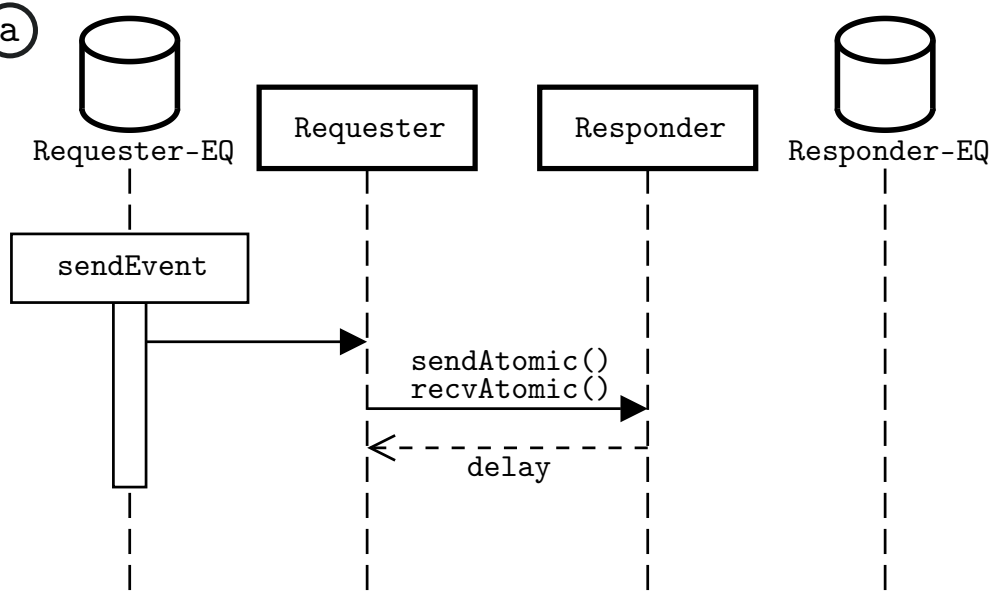 a
Requester-EQ
Requester
Responder
Responder-EQ
sendEvent
sendAtomic()
recvAtomic()
delay